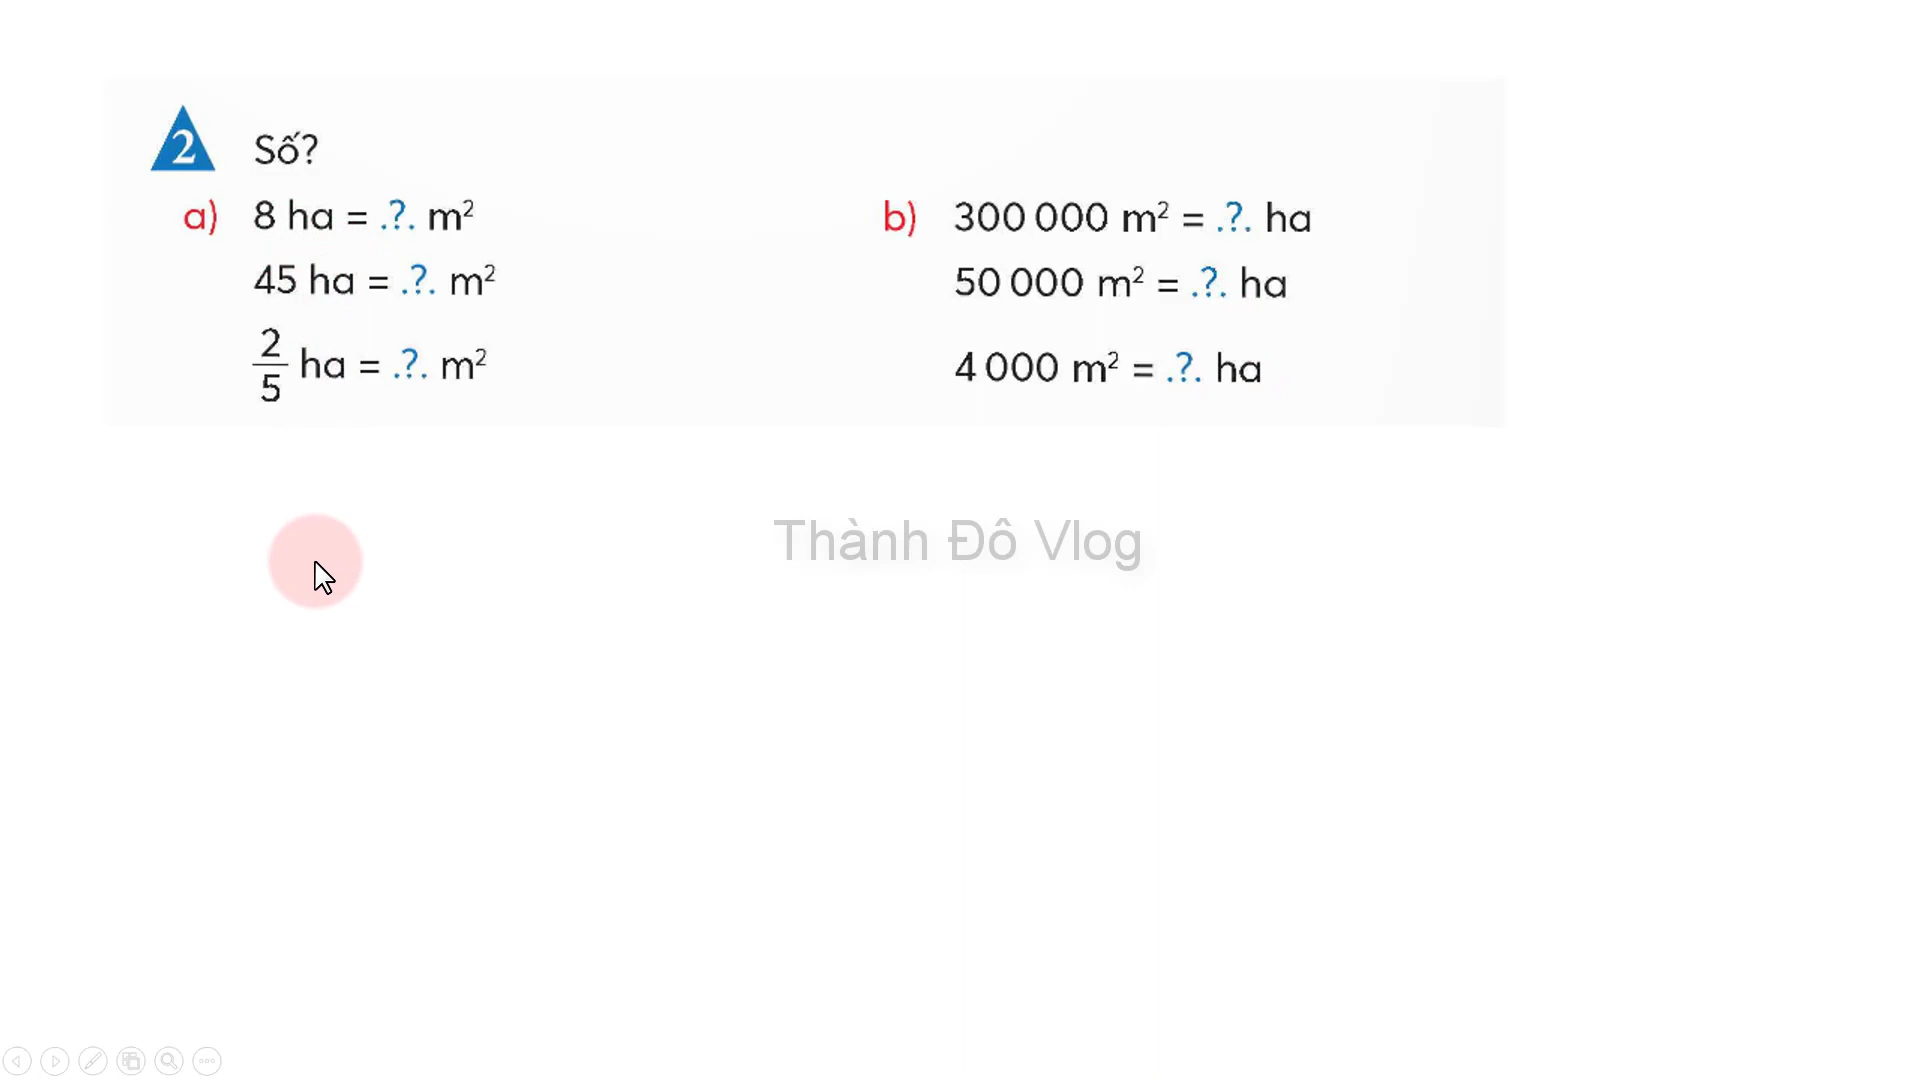 2 Số?
a) 8 ha = .?. m²
45 ha = .?. m²
2/5 ha = .?. m²
b) 300 000 m² = .?. ha
50 000 m² = .?. ha
4 000 m² = .?. ha
Thành Đô Vlog